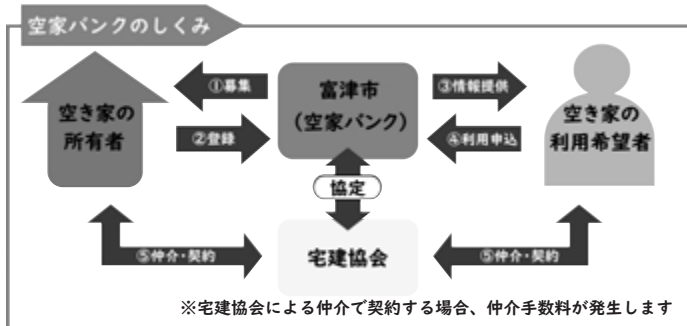 空家バンクのしくみ
空き家の
所有者
①募集
②登録
富津市
(空家バンク)
③情報提供
④利用申込
空き家の
利用希望者
協定
⑤仲介・契約
宅建協会
⑤仲介・契約
※宅建協会による仲介で契約する場合、仲介手数料が発生します